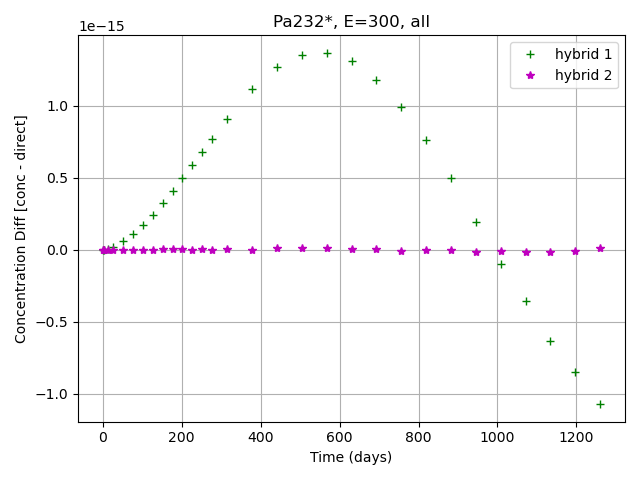 Pa232*, E=300, all
1e−15
hybrid 1
hybrid 2
1.0
0.5
0.0
−0.5
−1.0
Concentration Diff [conc - direct]
0 200 400 600 800 1000 1200
Time (days)